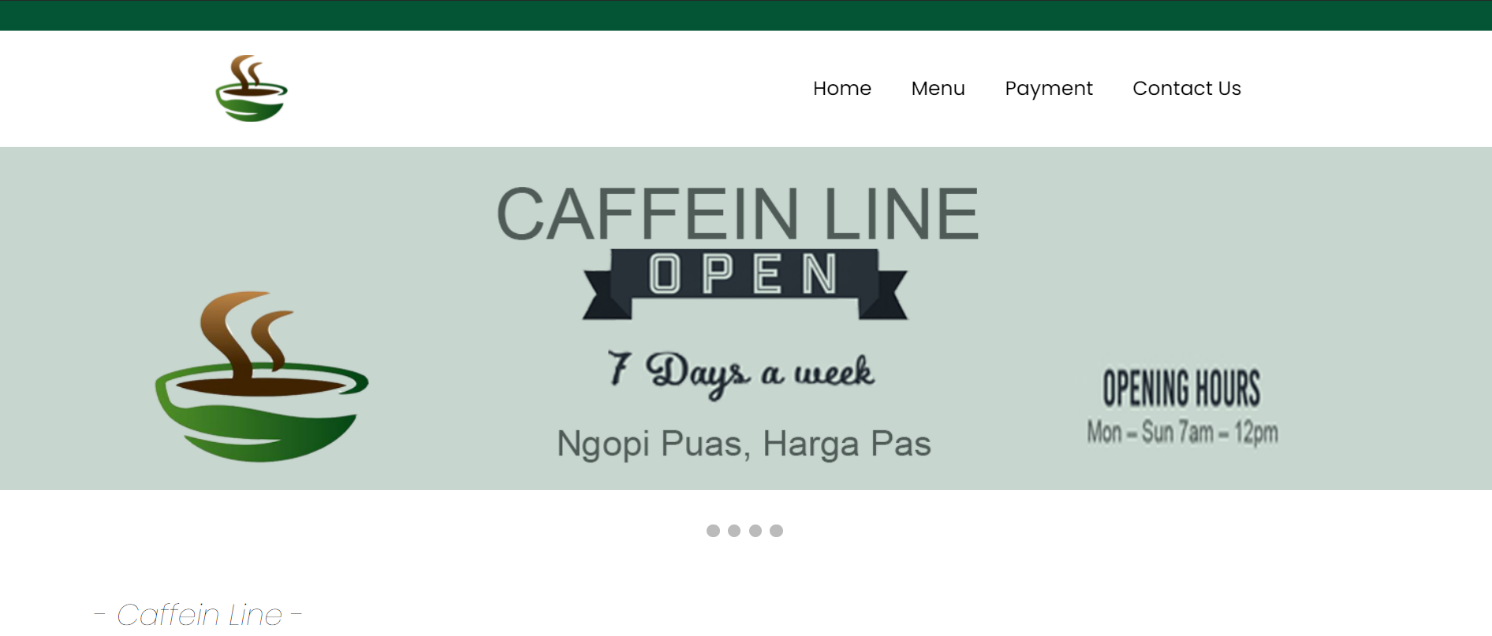 Home Menu Payment Contact Us
CAFFEIN LINE
OPEN
7 Days a week
Ngopi Puas, Harga Pas
OPENING HOURS
Mon – Sun 7am – 12pm
- Caffein Line -